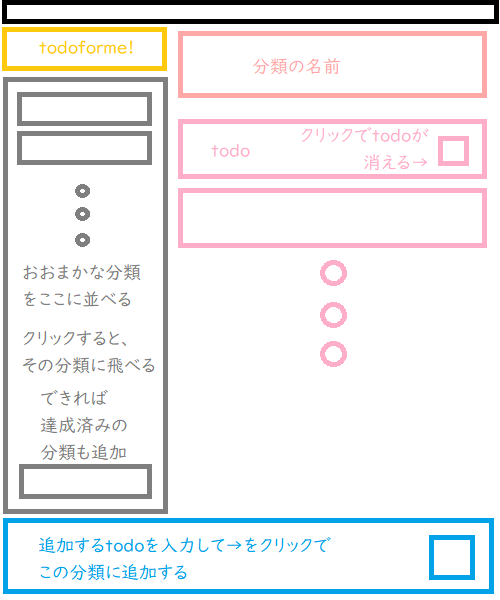 todoforme!
分類の名前
todo
クリックでtodoが
消える→
おおまかな分類
をここに並べる
クリックすると、
その分類に飛べる
できれば
達成済みの
分類も追加
追加するtodoを入力して→をクリックで
この分類に追加する